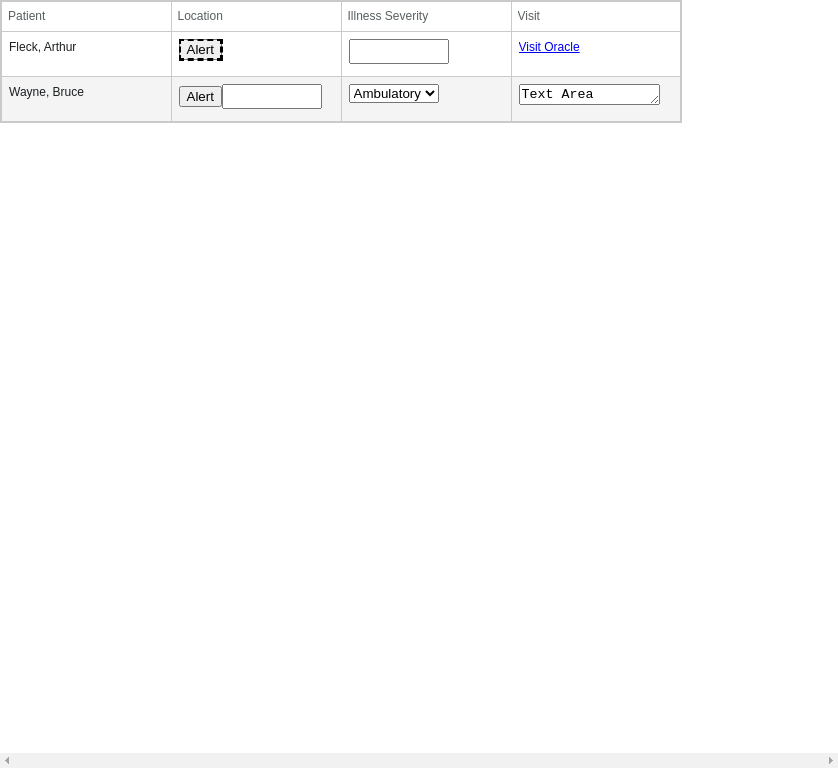 Patient Location Illness Severity Visit
Fleck, Arthur Alert Visit Oracle
Wayne, Bruce Alert Ambulatory Text Area